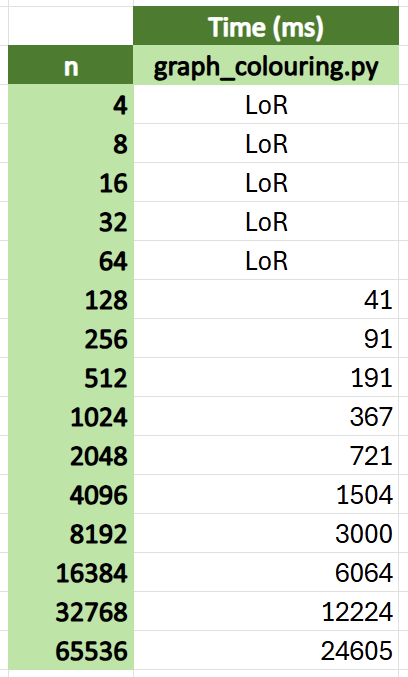 Time (ms)
n graph_colouring.py
4 LoR
8 LoR
16 LoR
32 LoR
64 LoR
128 41
256 91
512 191
1024 367
2048 721
4096 1504
8192 3000
16384 6064
32768 12224
65536 24605